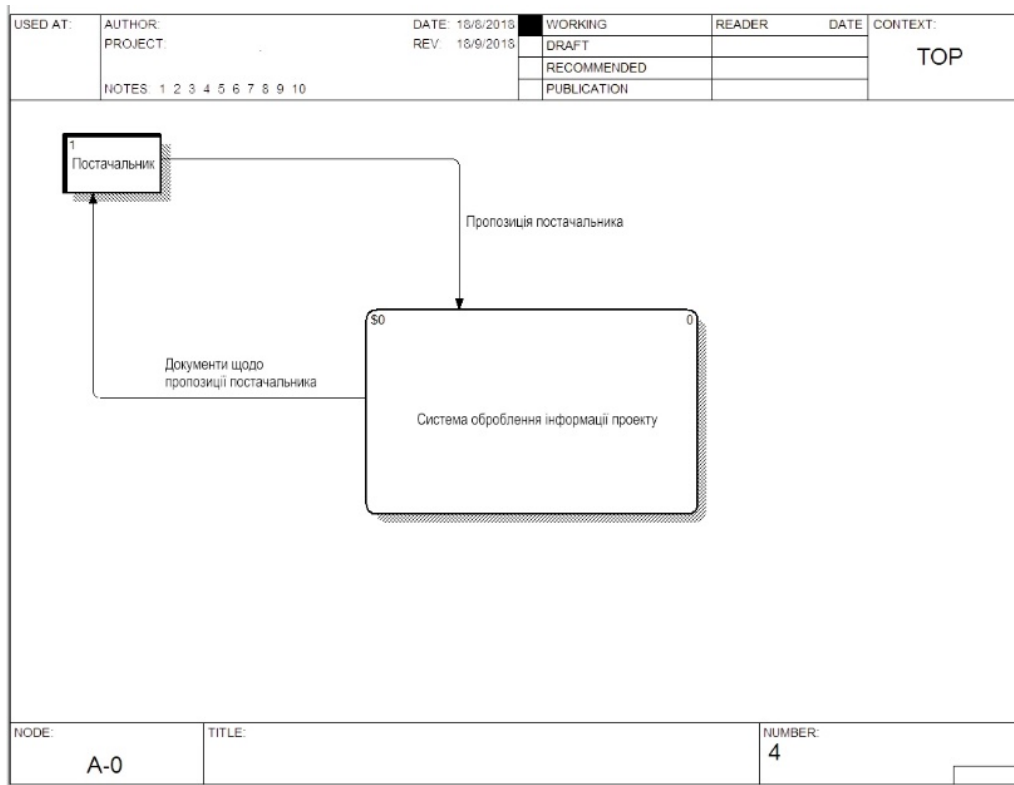 USED AT:
AUTHOR:
DATE: 18/8/2018
WORKING
READER
DATE
CONTEXT:
PROJECT:
REV: 18/9/2018
DRAFT
TOP
RECOMMENDED
NOTES: 1 2 3 4 5 6 7 8 9 10
PUBLICATION
1
Постачальник
Пропозиція постачальника
$0
0
Документи щодо
пропозиції постачальника
Система оброблення інформації проекту
NODE:
TITLE:
NUMBER:
A-0
4